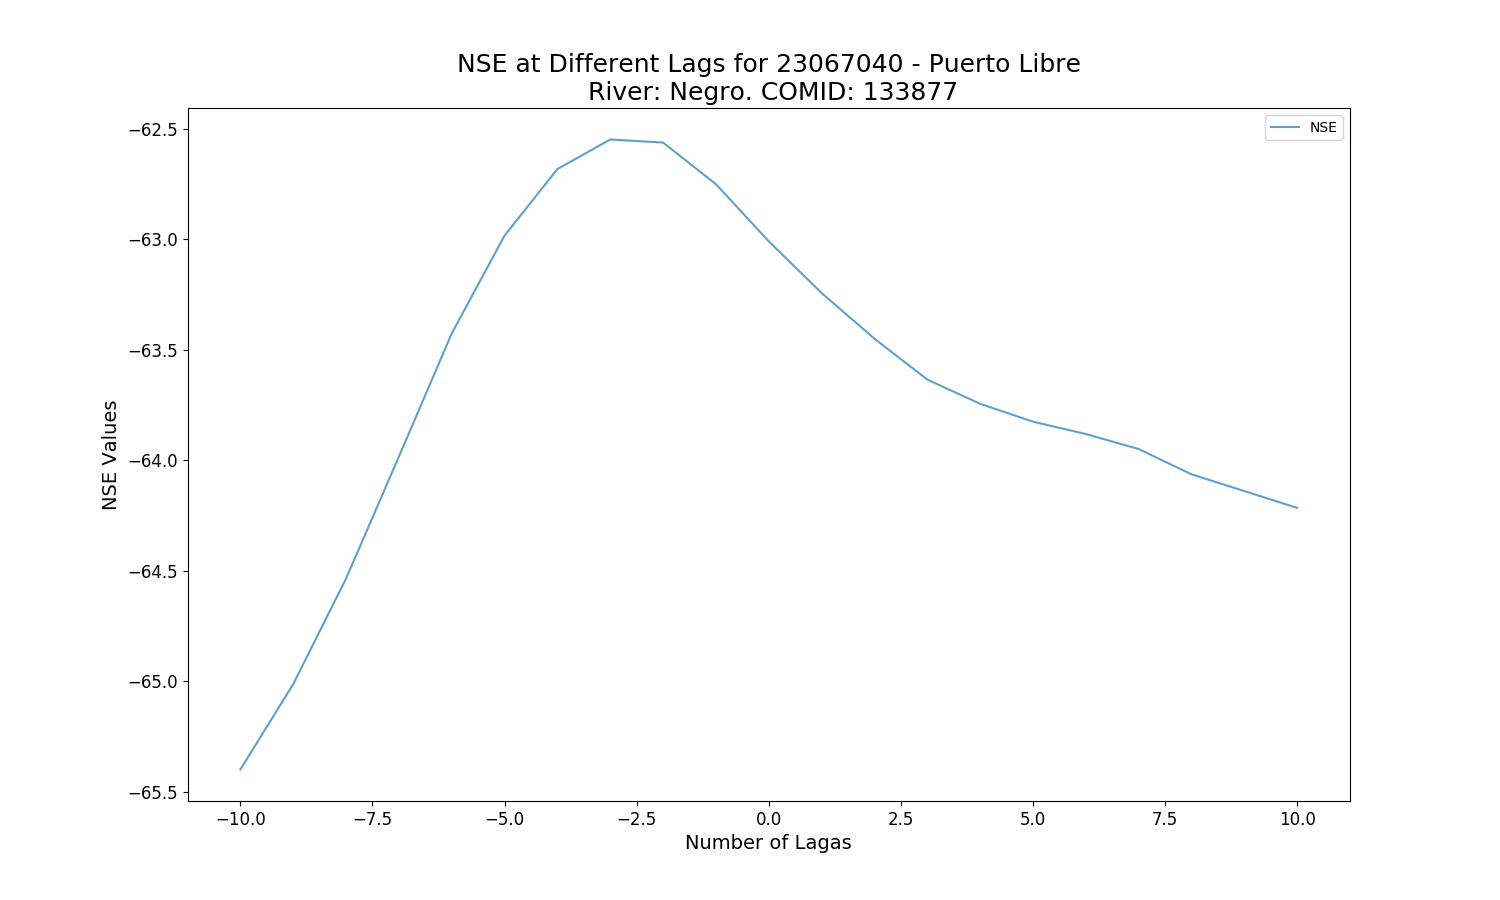 NSE at Different Lags for 23067040 - Puerto Libre
River: Negro. COMID: 133877
NSE
−62.5
−63.0
−63.5
−64.0
−64.5
−65.0
−65.5
NSE Values
−10.0 −7.5 −5.0 −2.5 0.0 2.5 5.0 7.5 10.0
Number of Lagas